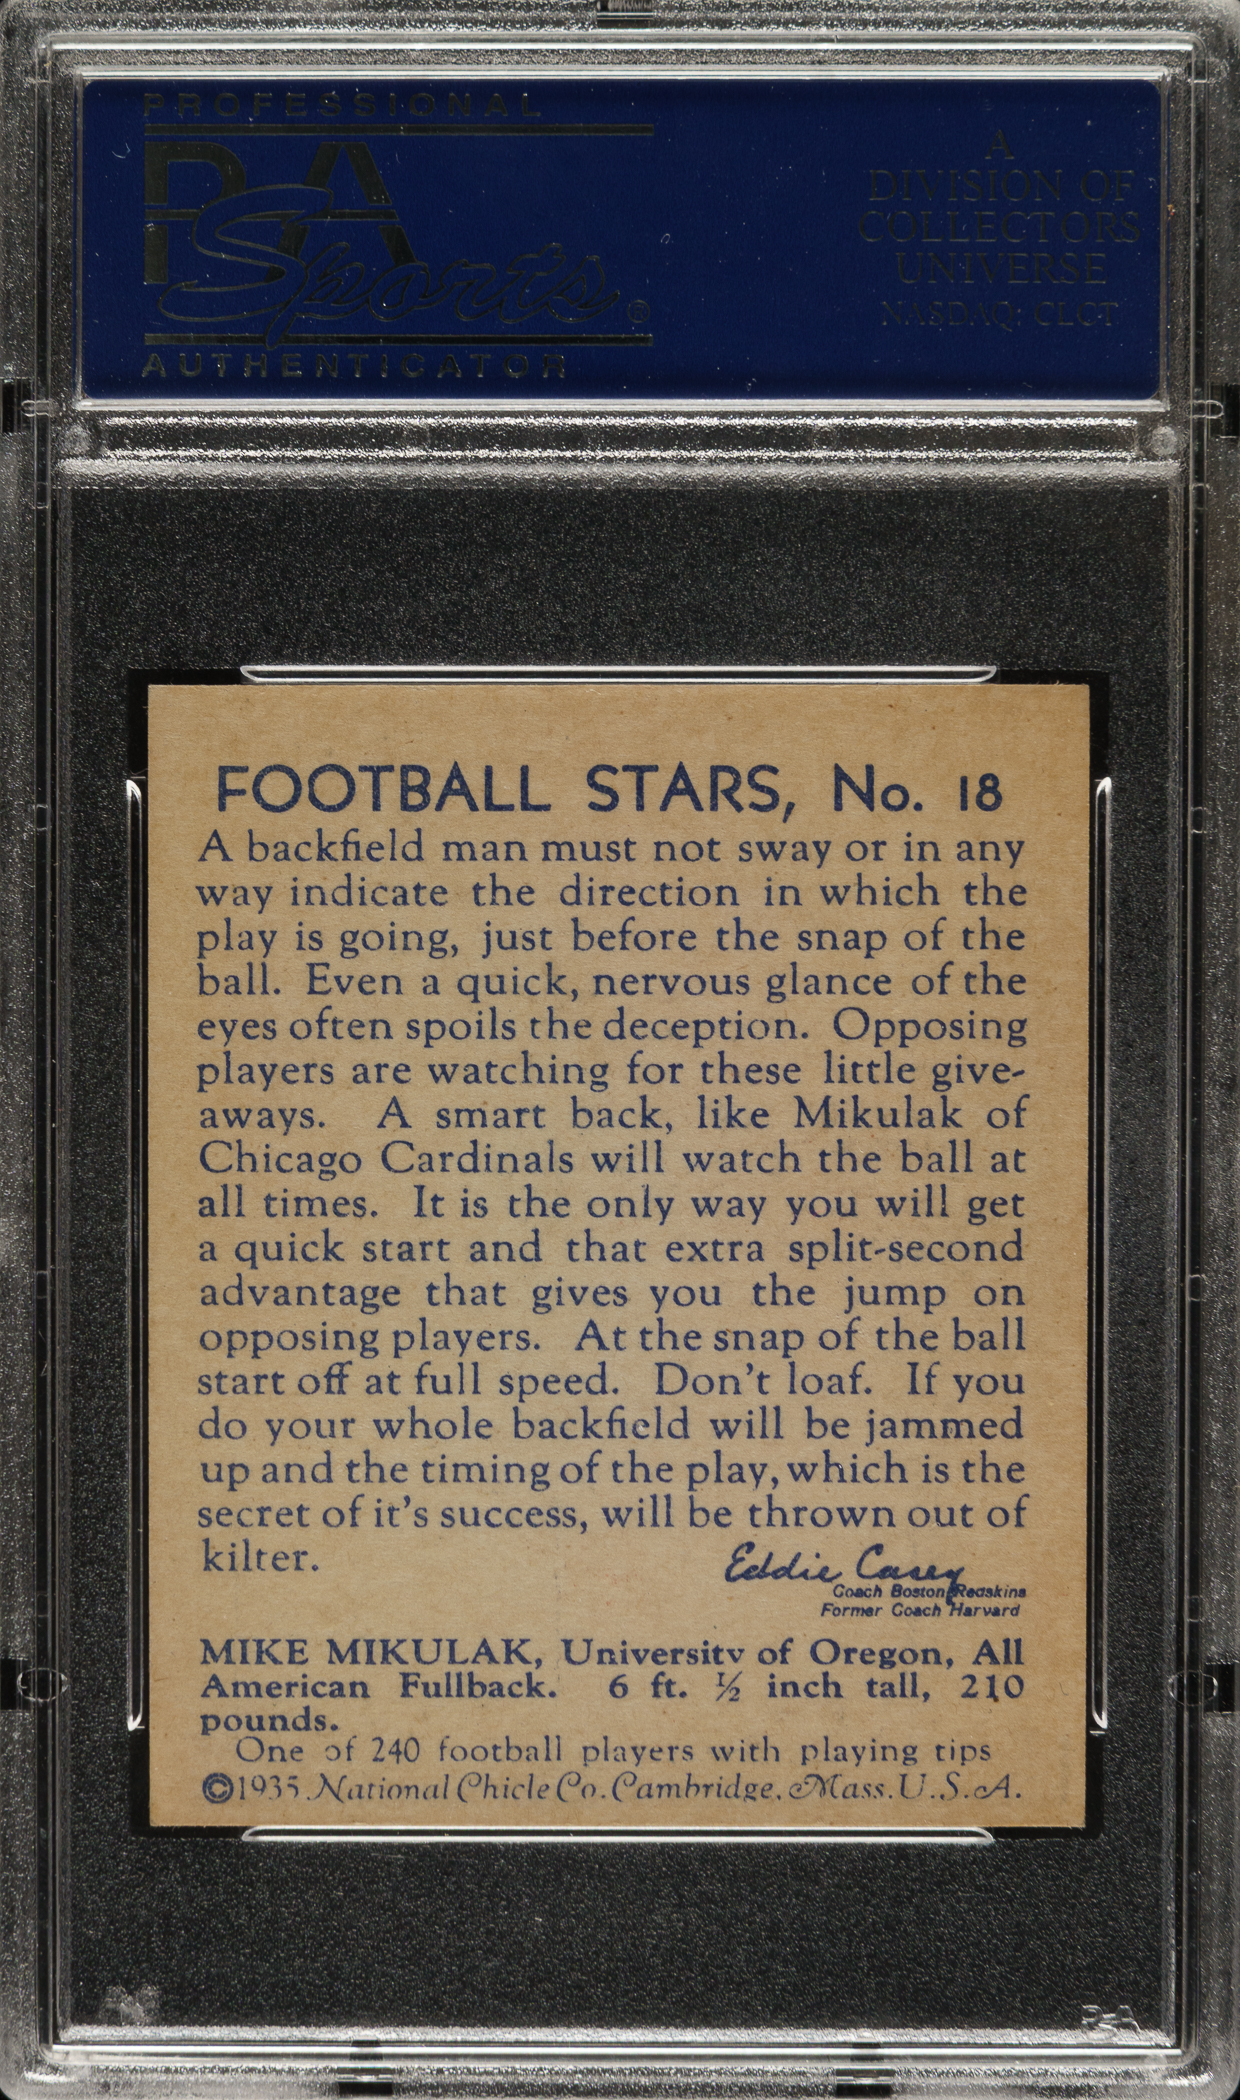 PROFESSIONAL
PSA
Sports ®
AUTHENTICATOR
A
DIVISION OF
COLLECTORS
UNIVERSE
NASDAQ: CLCT
FOOTBALL STARS, No. 18
A backfield man must not sway or in any
way indicate the direction in which the
play is going, just before the snap of the
ball. Even a quick, nervous glance of the
eyes often spoils the deception. Opposing
players are watching for these little give-
aways. A smart back, like Mikulak of
Chicago Cardinals will watch the ball at
all times. It is the only way you will get
a quick start and that extra split-second
advantage that gives you the jump on
opposing players. At the snap of the ball
start off at full speed. Don't loaf. If you
do your whole backfield will be jammed
up and the timing of the play, which is the
secret of it's success, will be thrown out of
kilter.
Eddie Casey
Coach Boston Redskins
Former Coach Harvard
MIKE MIKULAK, University of Oregon, All
American Fullback. 6 ft. ½ inch tall, 210
pounds.
One of 240 football players with playing tips
©1935 National Chicle Co. Cambridge, Mass. U.S.A.
PSA